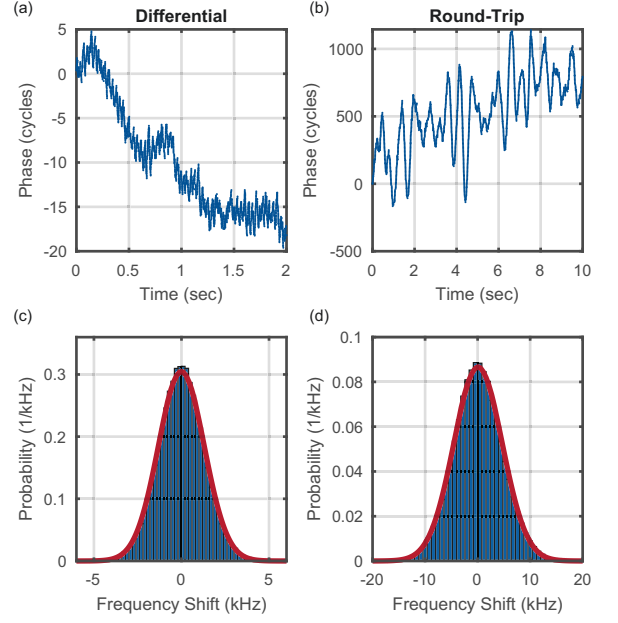 (a)
Differential
5
0
-5
-10
-15
-20
Phase (cycles)
0
0.5
1
1.5
2
Time (sec)
(b)
Round-Trip
1000
500
0
-500
Phase (cycles)
0
2
4
6
8
10
Time (sec)
(c)
0.3
0.2
0.1
0
Probability (1/kHz)
-5
0
5
Frequency Shift (kHz)
(d)
0.1
0.08
0.06
0.04
0.02
0
Probability (1/kHz)
-20
-10
0
10
20
Frequency Shift (kHz)